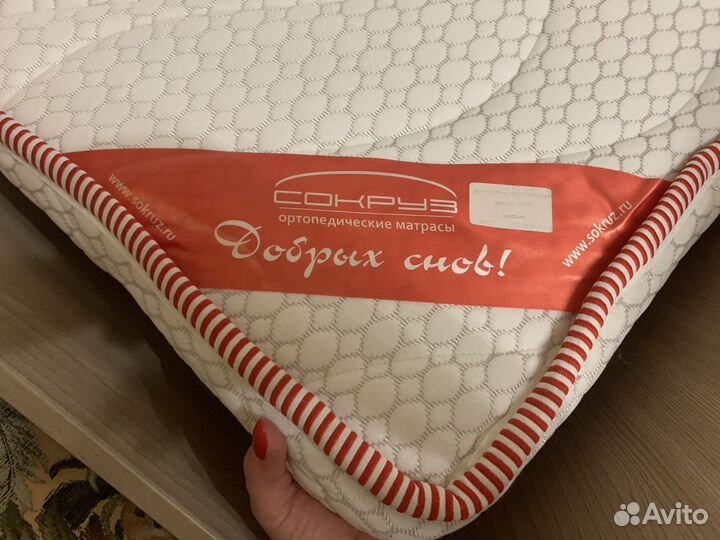 www.sokruz.ru
СОКРУЗ
ортопедические матрасы
Добрых снов!
www.sokruz.ru
Avito